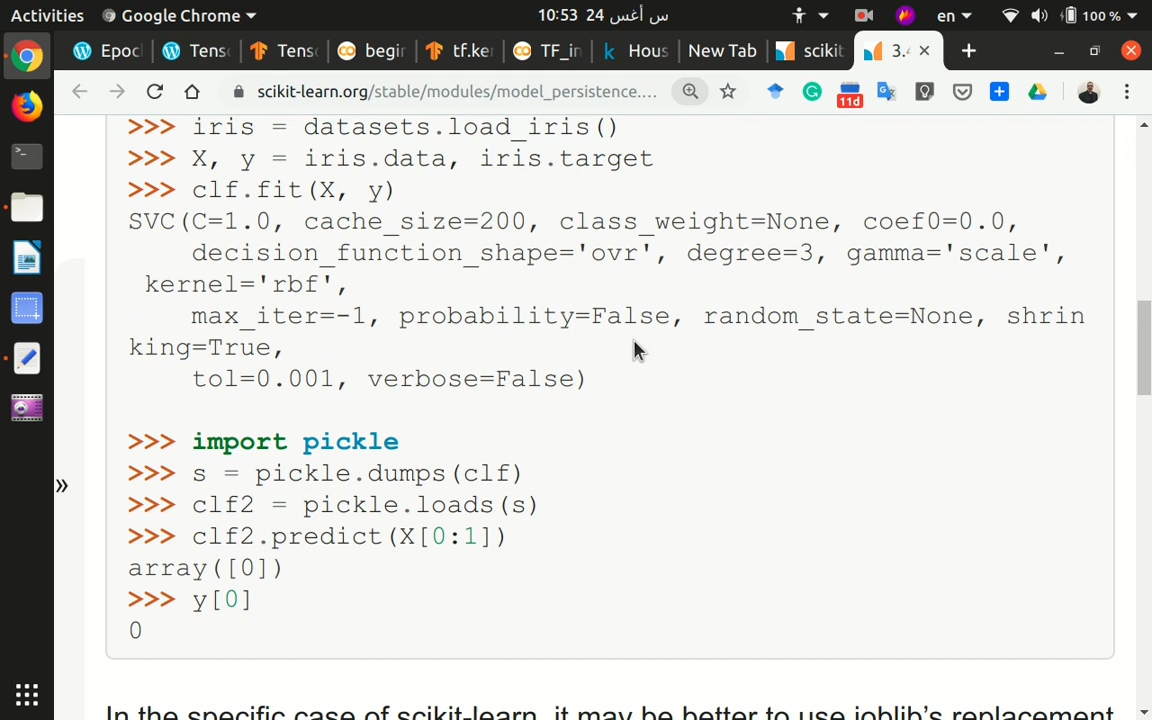 Activities Google Chrome 10:53 24 س أغس en 100 %
Epoc Tens Tens begi tf.ke TF_in Hous New Tab scikit 3.4
scikit-learn.org/stable/modules/model_persistence.... 11d
>>> iris = datasets.load_iris()
>>> X, y = iris.data, iris.target
>>> clf.fit(X, y)
SVC(C=1.0, cache_size=200, class_weight=None, coef0=0.0,
decision_function_shape='ovr', degree=3, gamma='scale',
kernel='rbf',
max_iter=-1, probability=False, random_state=None, shrin
king=True,
tol=0.001, verbose=False)
>>> import pickle
>>> s = pickle.dumps(clf)
>>> clf2 = pickle.loads(s)
>>> clf2.predict(X[0:1])
array([0])
>>> y[0]
0
In the specific case of scikit-learn, it may be better to use joblib's replacement